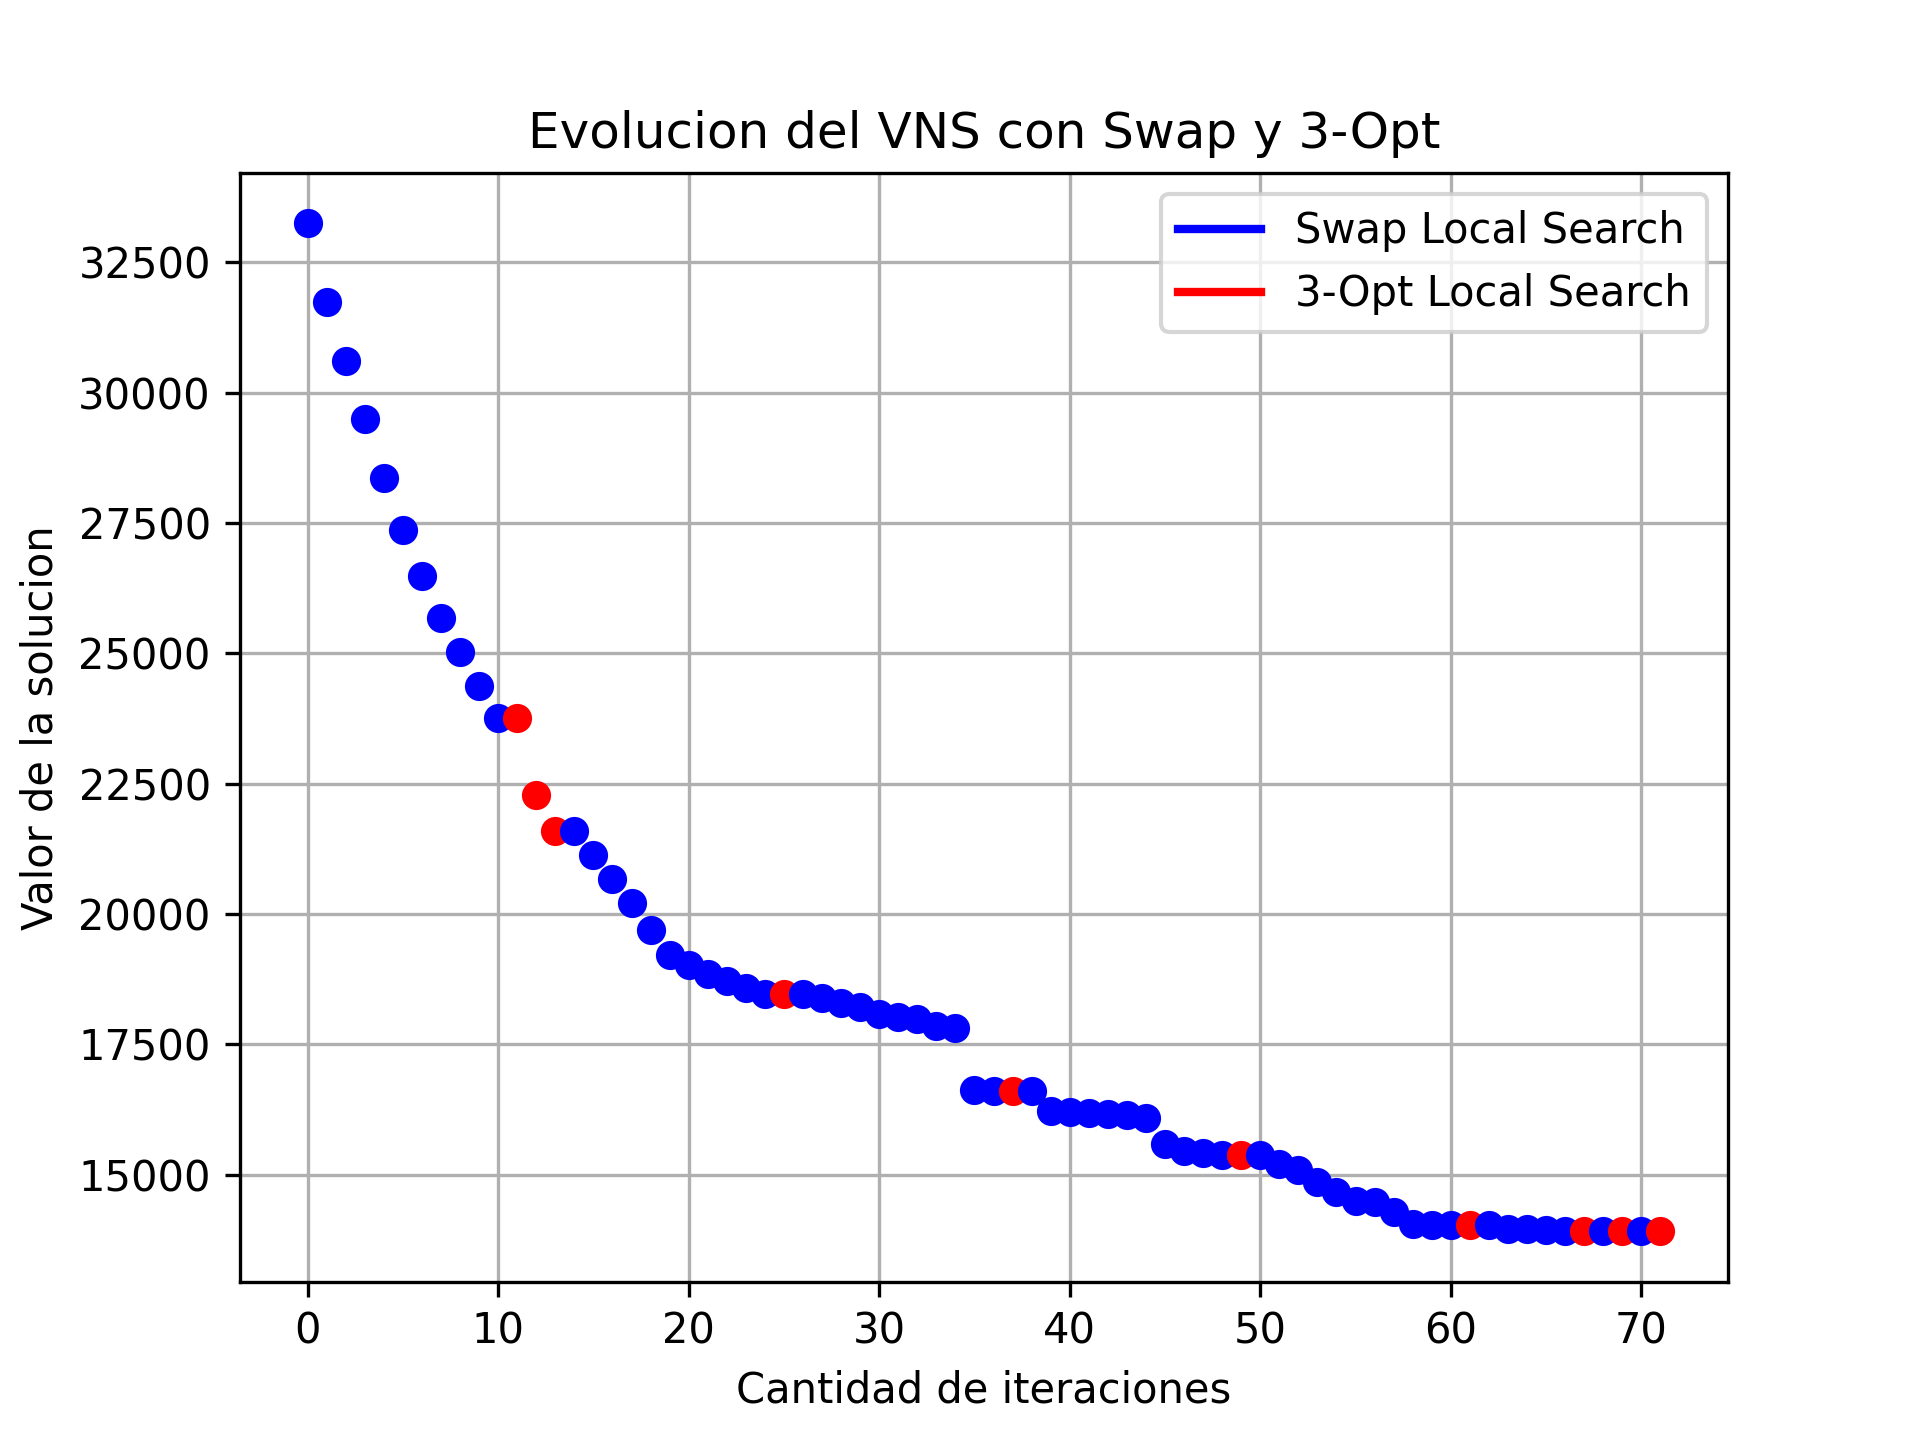 Evolucion del VNS con Swap y 3-Opt
Swap Local Search
3-Opt Local Search
Valor de la solucion
32500
30000
27500
25000
22500
20000
17500
15000
0 10 20 30 40 50 60 70
Cantidad de iteraciones